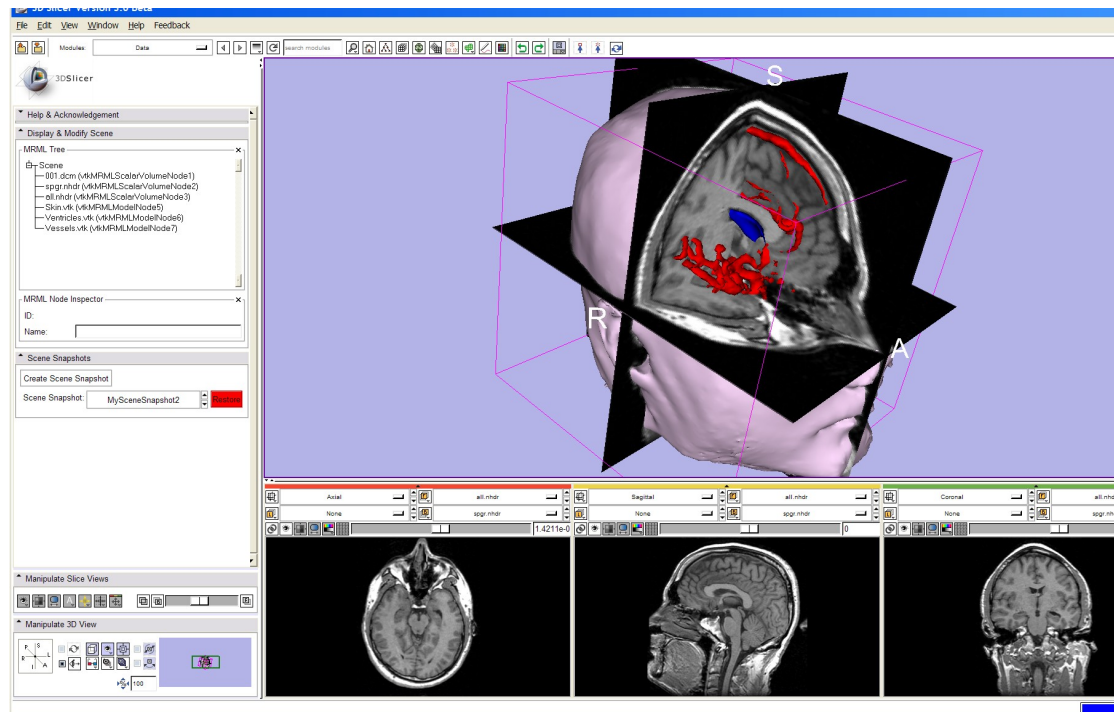 3D Slicer Version 3.0 Beta
File Edit View Window Help Feedback
Modules: Data search modules
3DSlicer
Help & Acknowledgement
Display & Modify Scene
MRML Tree
Scene
001.dcm (vtkMRMLScalarVolumeNode1)
spgr.nhdr (vtkMRMLScalarVolumeNode2)
all.nhdr (vtkMRMLScalarVolumeNode3)
Skin.vtk (vtkMRMLModelNode5)
Ventricles.vtk (vtkMRMLModelNode6)
Vessels.vtk (vtkMRMLModelNode7)
MRML Node Inspector
ID:
Name:
Scene Snapshots
Create Scene Snapshot
Scene Snapshot: MySceneSnapshot2 Restore
S
R
A
Axial all.nhdr Sagittal all.nhdr Coronal all.nhd
None spgr.nhdr None spgr.nhdr None spgr.nh
1.4211e-0 0
Manipulate Slice Views
Manipulate 3D View
P S
R L
I A
100